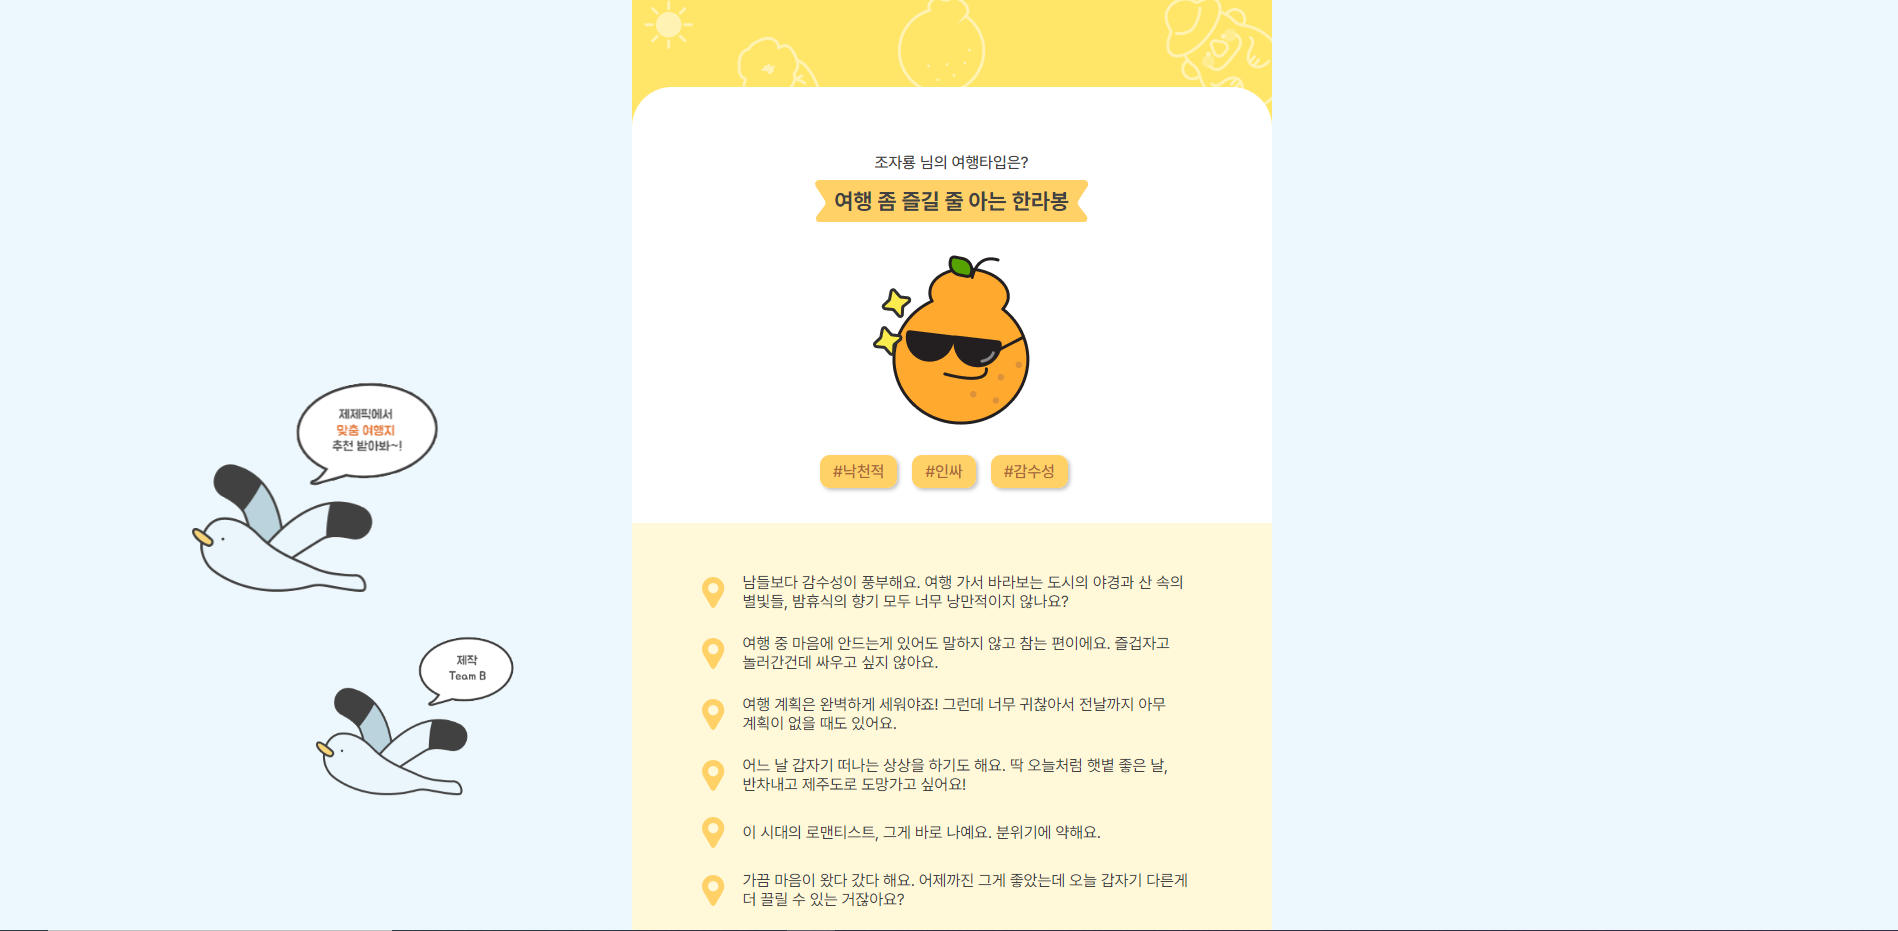 조자룡 님의 여행타입은?
여행 좀 즐길 줄 아는 한라봉
#낙천적 #인싸 #감수성
제제픽에서
맞춤 여행지
추천 받아봐~!
제작
Team B
남들보다 감수성이 풍부해요. 여행 가서 바라보는 도시의 야경과 산 속의
별빛들, 밤휴식의 향기 모두 너무 낭만적이지 않나요?
여행 중 마음에 안드는게 있어도 말하지 않고 참는 편이에요. 즐겁자고
놀러간건데 싸우고 싶지 않아요.
여행 계획은 완벽하게 세워야죠! 그런데 너무 귀찮아서 전날까지 아무
계획이 없을 때도 있어요.
어느 날 갑자기 떠나는 상상을 하기도 해요. 딱 오늘처럼 햇볕 좋은 날,
반차내고 제주도로 도망가고 싶어요!
이 시대의 로맨티스트, 그게 바로 나예요. 분위기에 약해요.
가끔 마음이 왔다 갔다 해요. 어제까진 그게 좋았는데 오늘 갑자기 다른게
더 끌릴 수 있는 거잖아요?